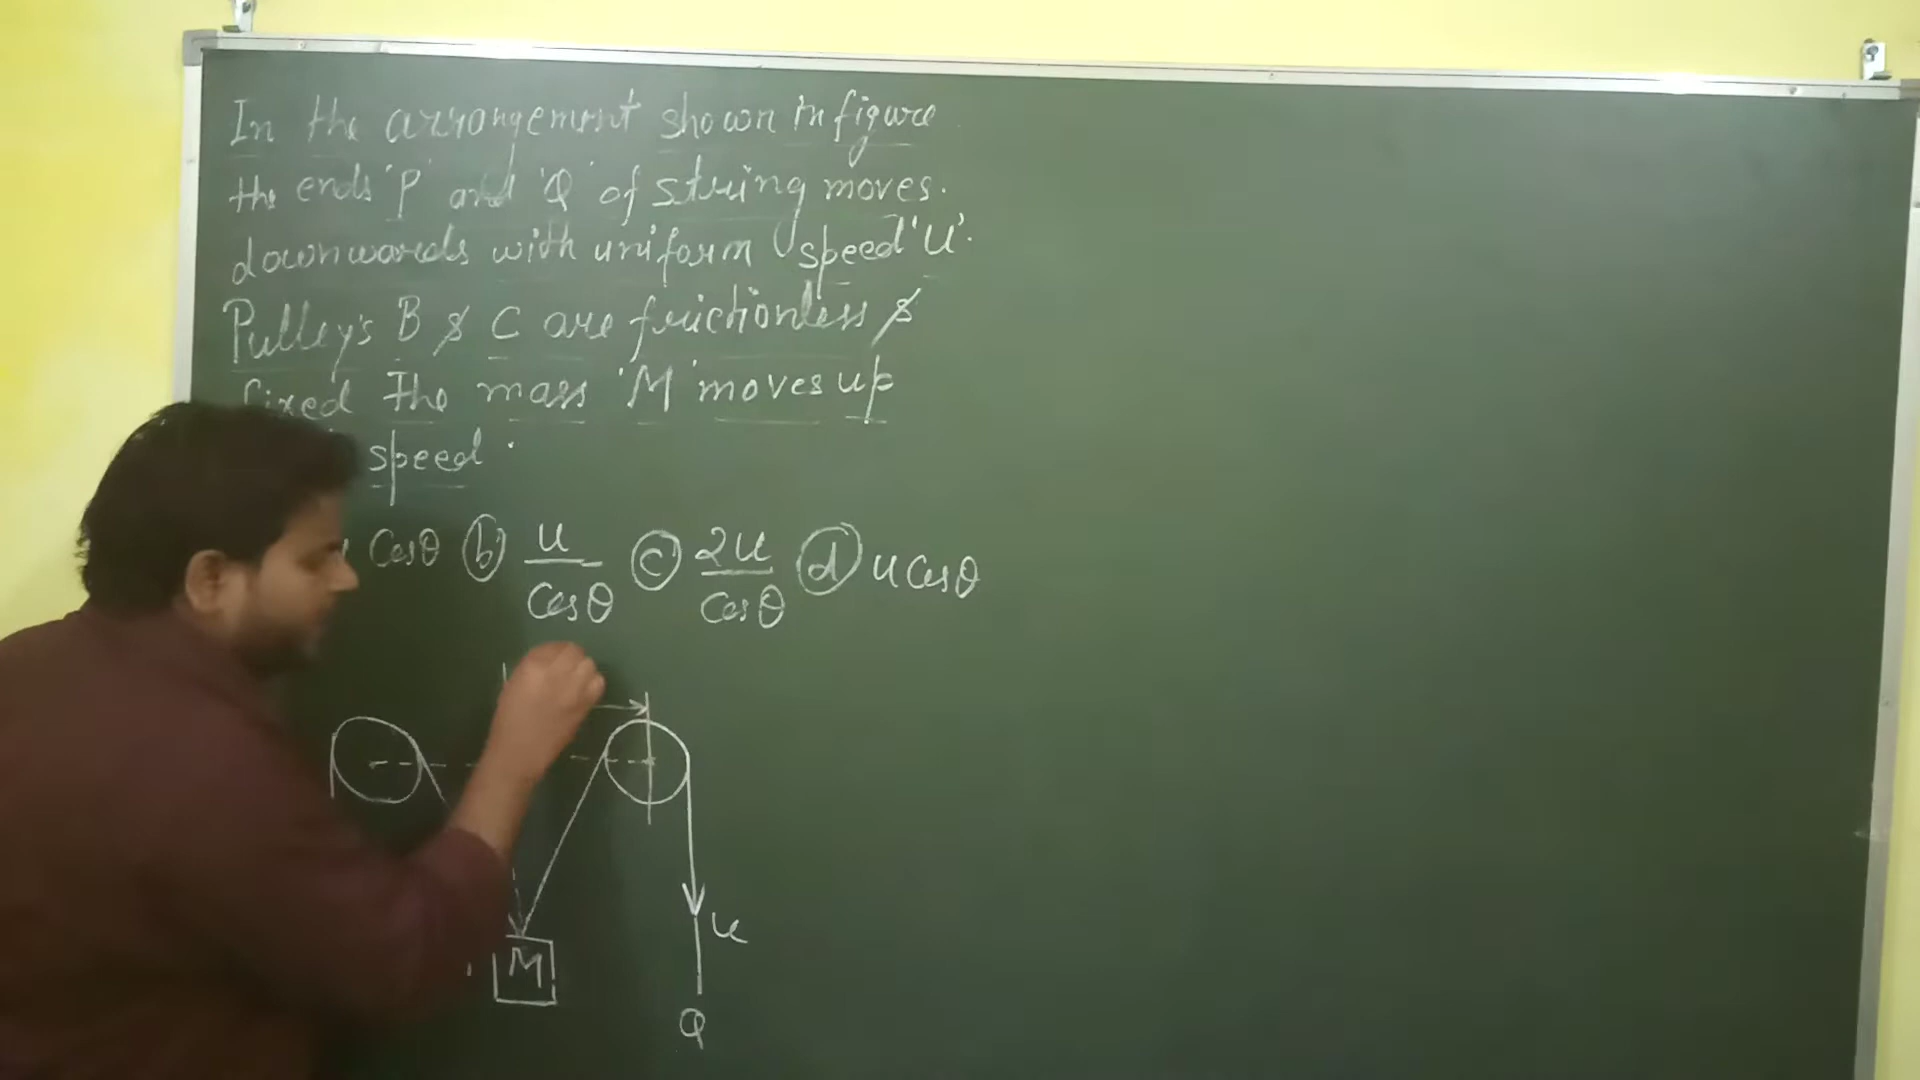 In the arrangement shown in figure
the ends 'P' and 'Q' of string moves.
downwards with uniform speed 'U'.
Pulley's B & C are frictionless &
fixed The mass 'M' moves up
speed.
Cosθ (b) u/Cosθ (c) 2u/Cosθ (d) u Cosθ
u
M
Q